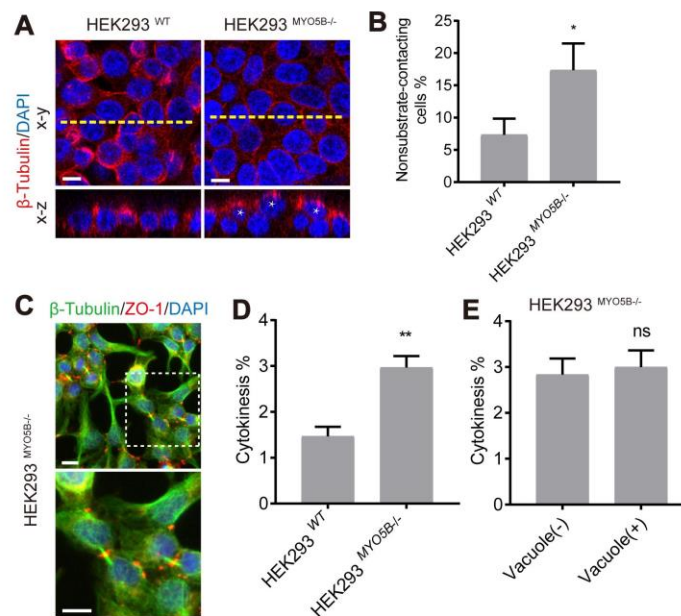 A
HEK293 WT
HEK293 MYO5B-/-
β-Tubulin/DAPI
x-y
x-z
* * *
B
Nonsubstrate-contacting
cells %
25
20
15
10
5
0
*
HEK293 WT
HEK293 MYO5B-/-
C
β-Tubulin/ZO-1/DAPI
HEK293 MYO5B-/-
D
Cytokinesis %
4
3
2
1
0
**
HEK293 WT
HEK293 MYO5B-/-
E
HEK293 MYO5B-/-
Cytokinesis %
4
3
2
1
0
ns
Vacuole(-)
Vacuole(+)